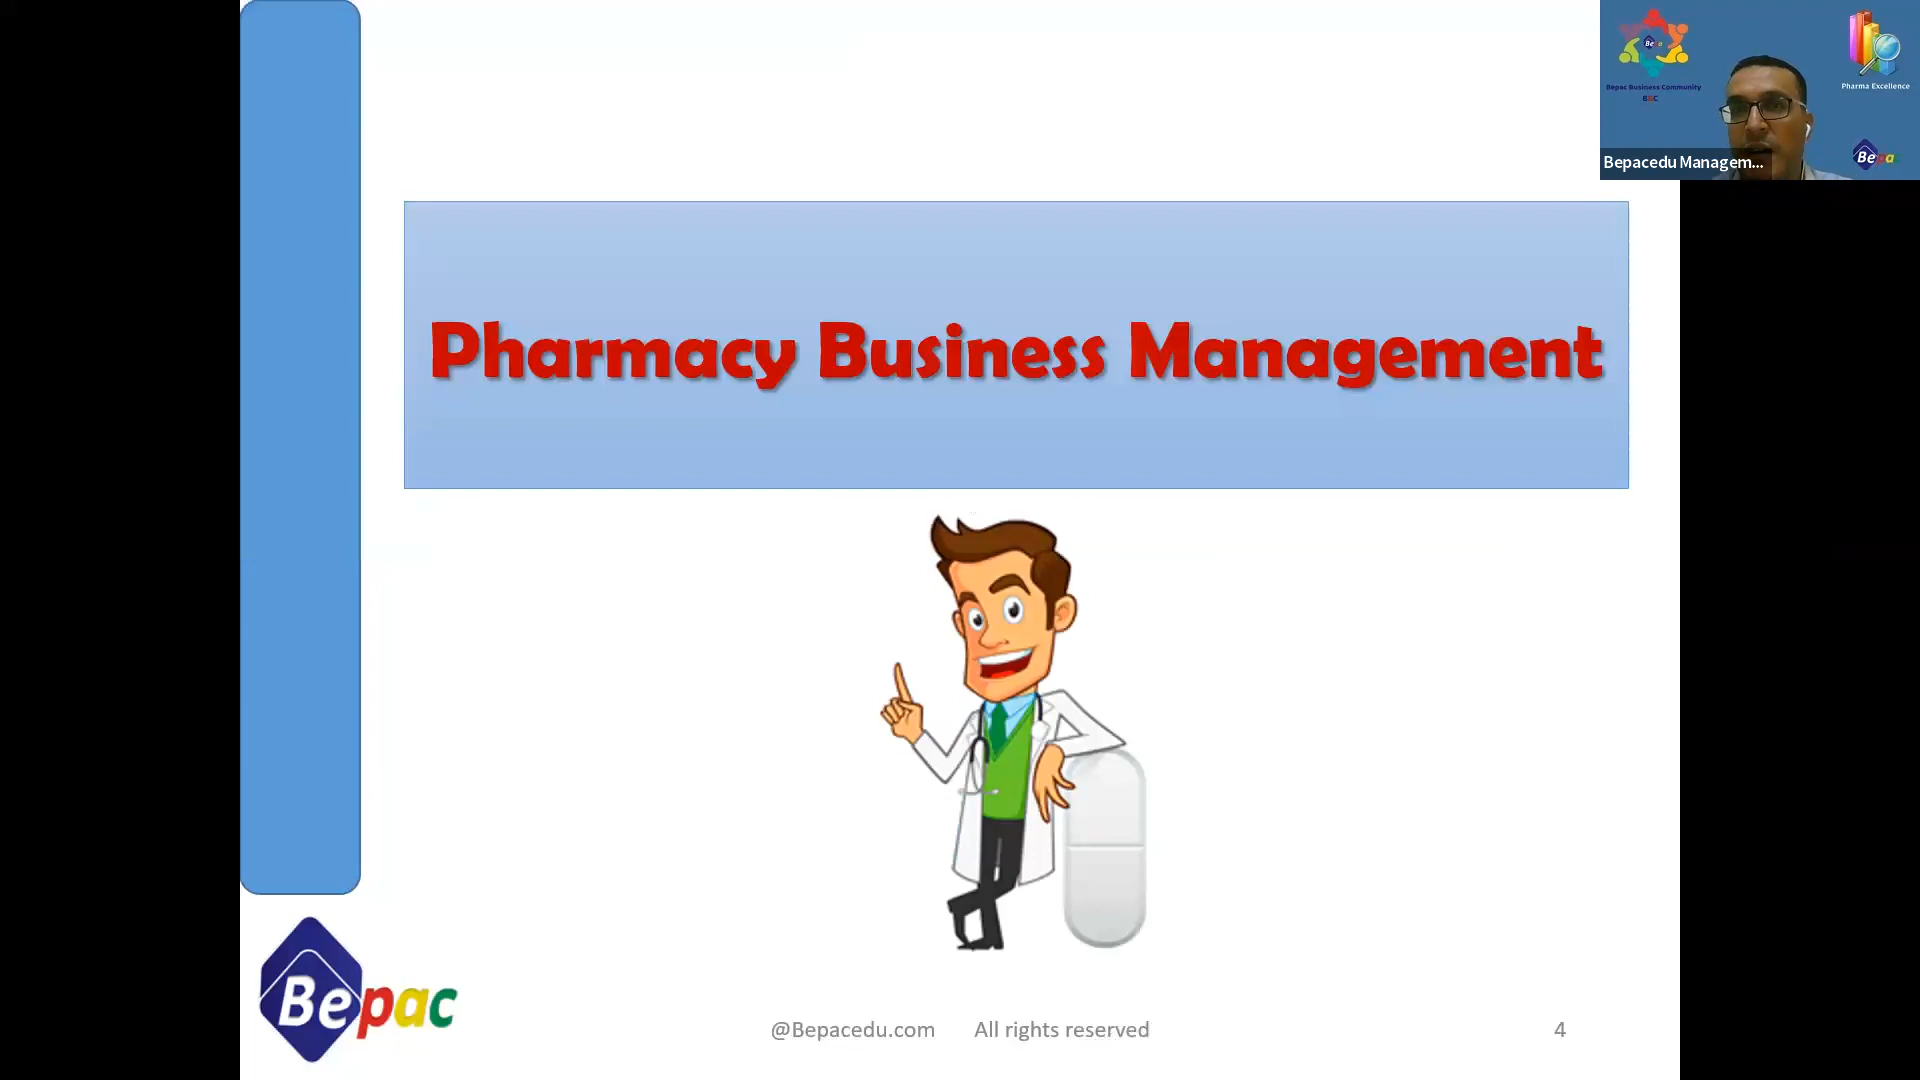 Bepac
Bepac Business Community
BBC
Pharma Excellence
Bepacedu Managem...
Bepac
Pharmacy Business Management
Bepac
@Bepacedu.com All rights reserved
4